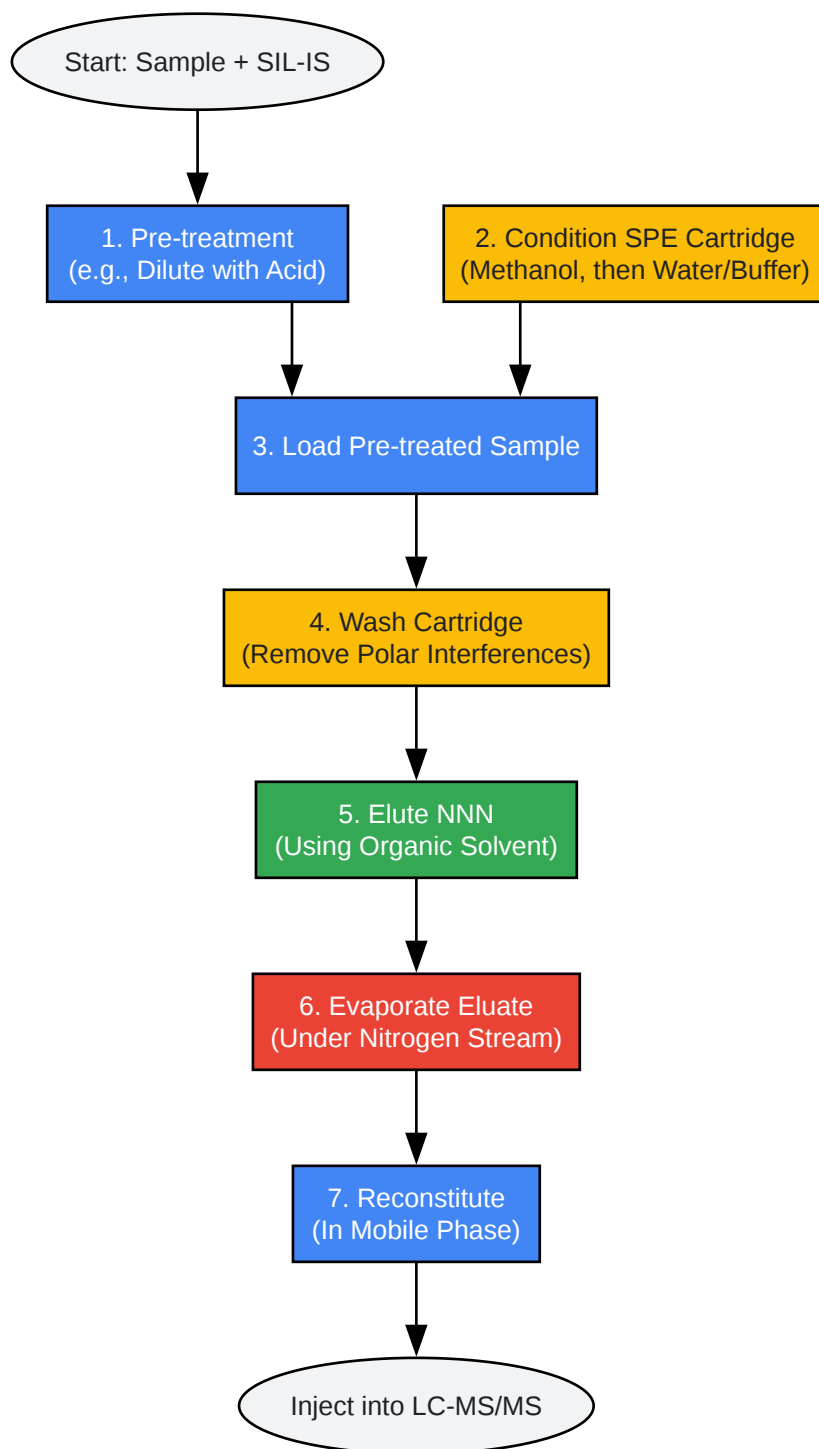 Start: Sample + SIL-IS
1. Pre-treatment
(e.g., Dilute with Acid)
2. Condition SPE Cartridge
(Methanol, then Water/Buffer)
3. Load Pre-treated Sample
4. Wash Cartridge
(Remove Polar Interferences)
5. Elute NNN
(Using Organic Solvent)
6. Evaporate Eluate
(Under Nitrogen Stream)
7. Reconstitute
(In Mobile Phase)
Inject into LC-MS/MS